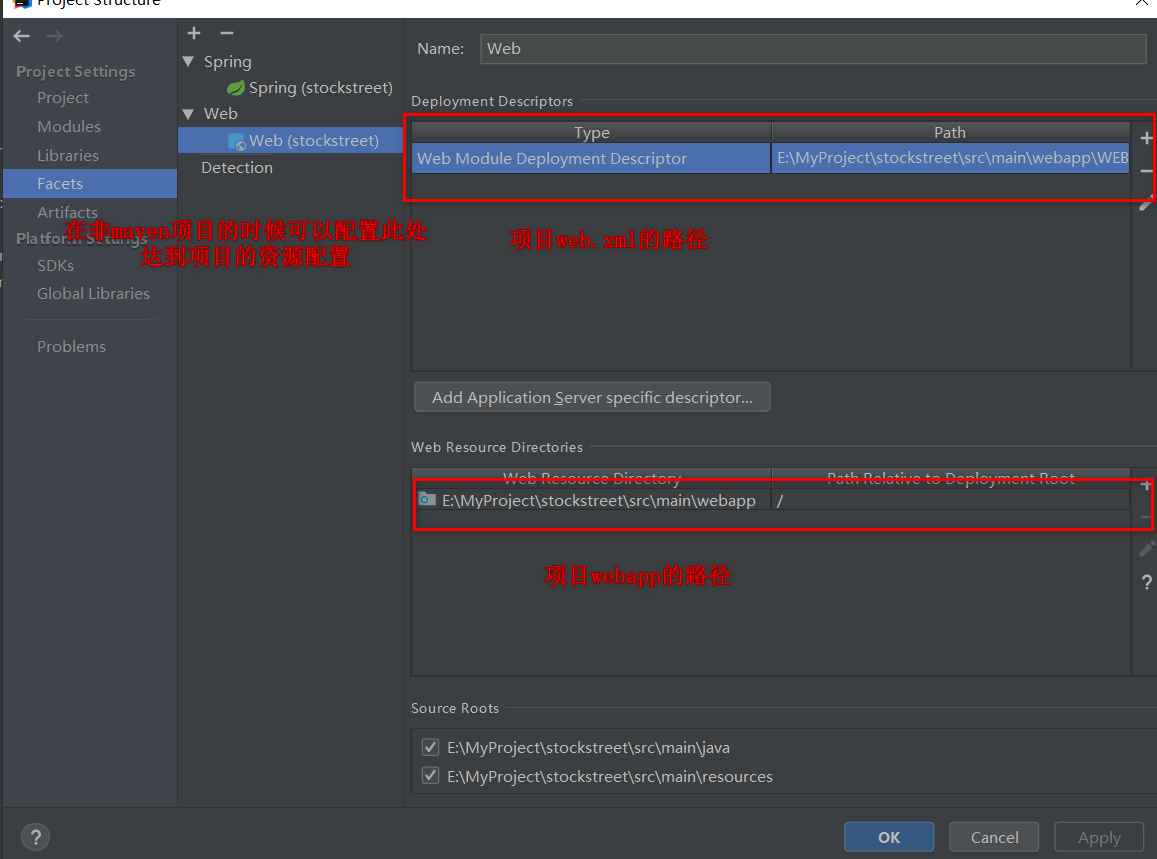 Project Structure
Project Settings
Project
Modules
Libraries
Facets
Artifacts
Platform Settings
SDKs
Global Libraries
Problems
在非maven项目的时候可以配置此处
达到项目的资源配置
Spring
Spring (stockstreet)
Web
Web (stockstreet)
Detection
Name: Web
Deployment Descriptors
Type Path
Web Module Deployment Descriptor E:\MyProject\stockstreet\src\main\webapp\WEB
项目web.xml的路径
Add Application Server specific descriptor...
Web Resource Directories
Web Resource Directory Path Relative to Deployment Root
E:\MyProject\stockstreet\src\main\webapp /
项目webapp的路径
Source Roots
E:\MyProject\stockstreet\src\main\java
E:\MyProject\stockstreet\src\main\resources
OK Cancel Apply